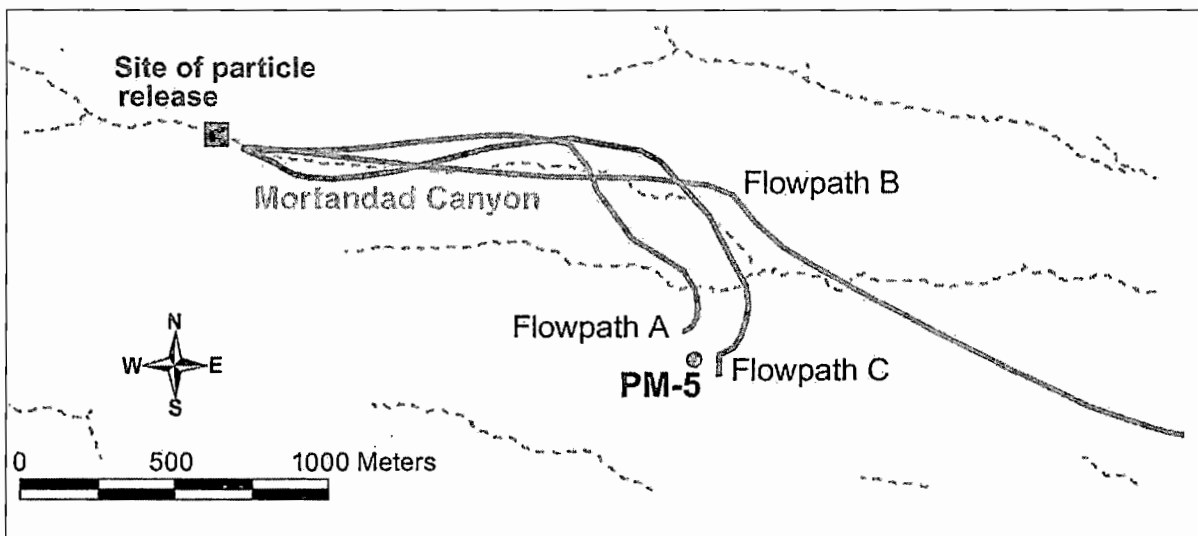 Site of particle
release
Mortandad Canyon
Flowpath B
Flowpath A
Flowpath C
PM-5
N
W E
S
0 500 1000 Meters